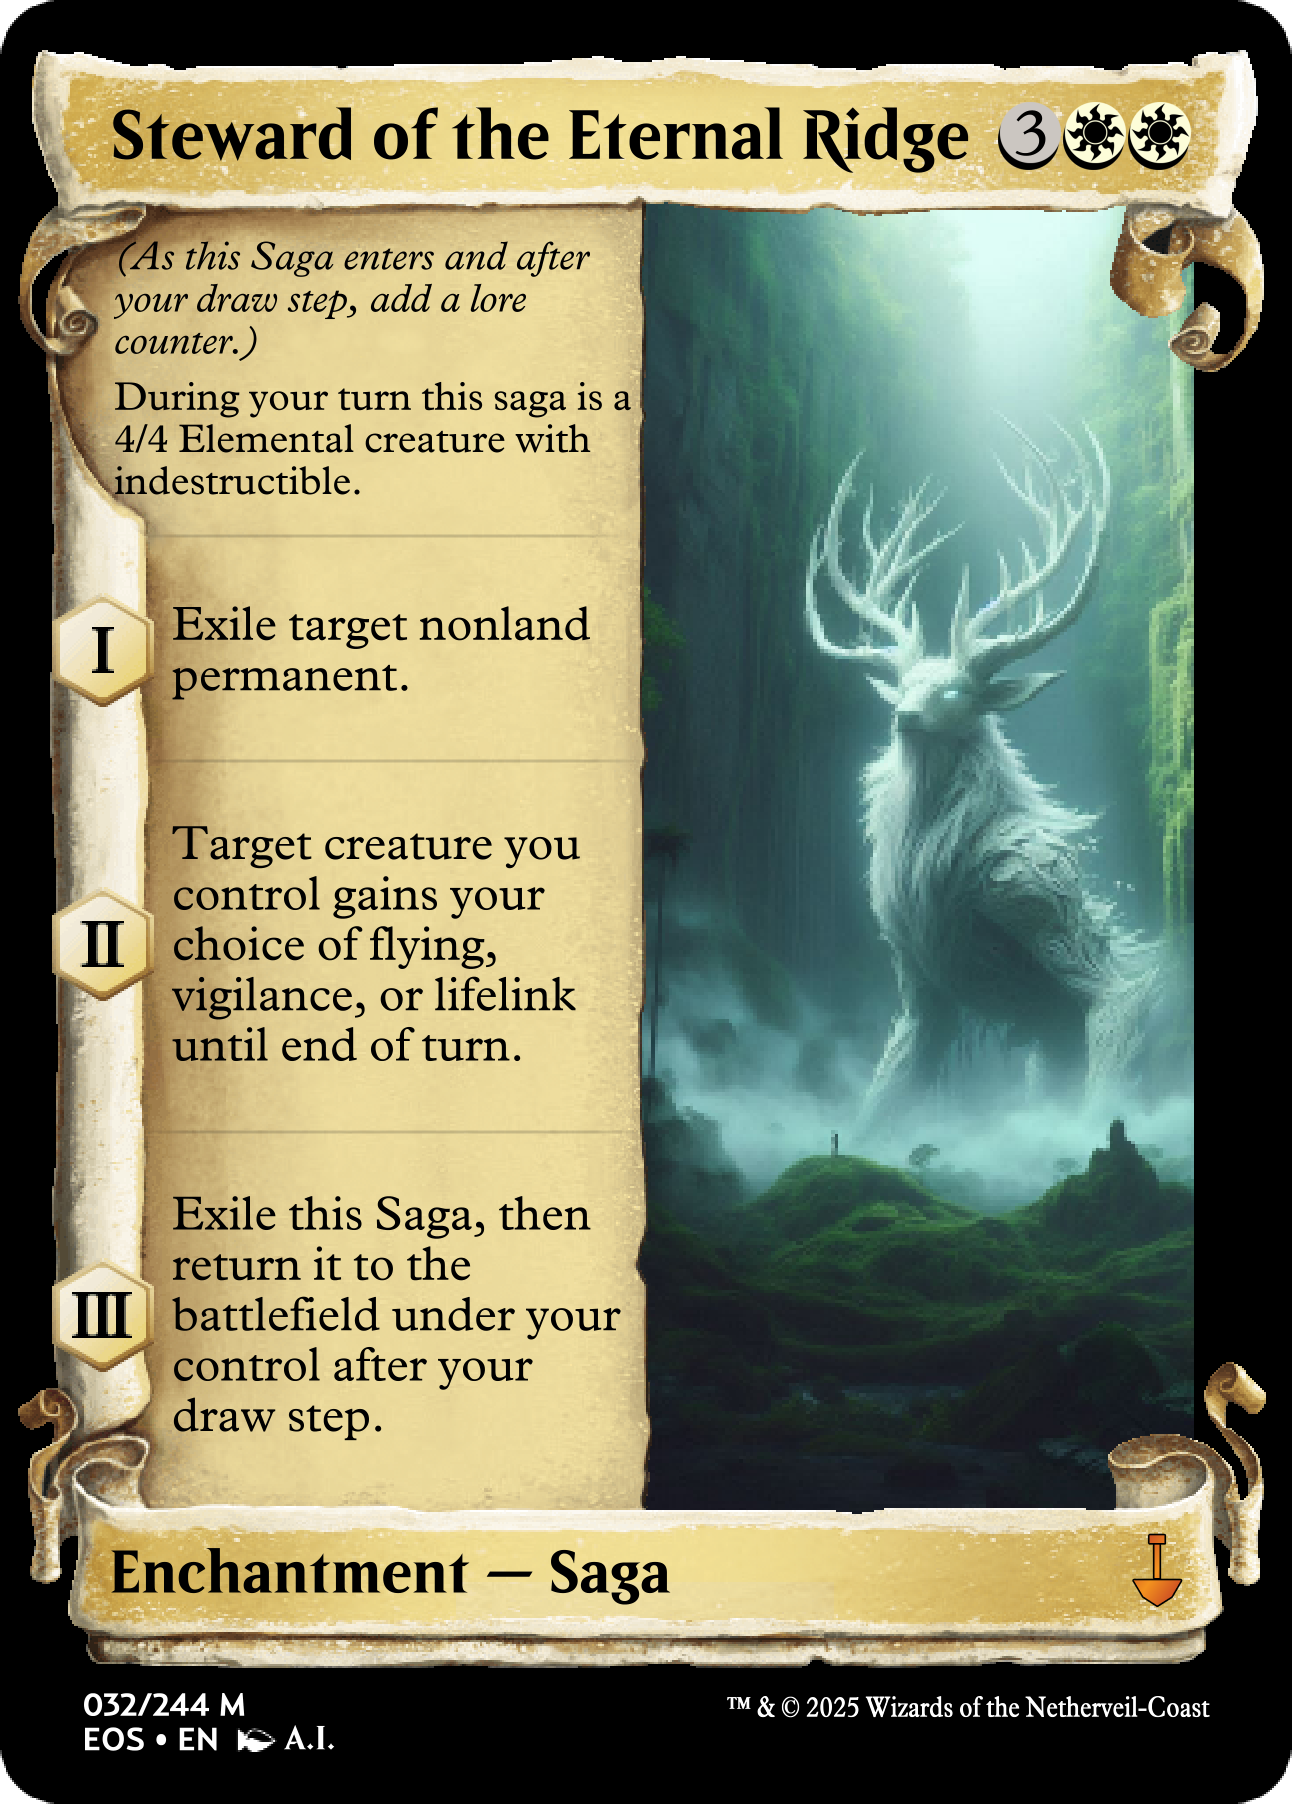 Steward of the Eternal Ridge 3
(As this Saga enters and after
your draw step, add a lore
counter.)
During your turn this saga is a
4/4 Elemental creature with
indestructible.
I
Exile target nonland
permanent.
II
Target creature you
control gains your
choice of flying,
vigilance, or lifelink
until end of turn.
III
Exile this Saga, then
return it to the
battlefield under your
control after your
draw step.
Enchantment — Saga
032/244 M
EOS • EN A.I.
™ & © 2025 Wizards of the Netherveil-Coast